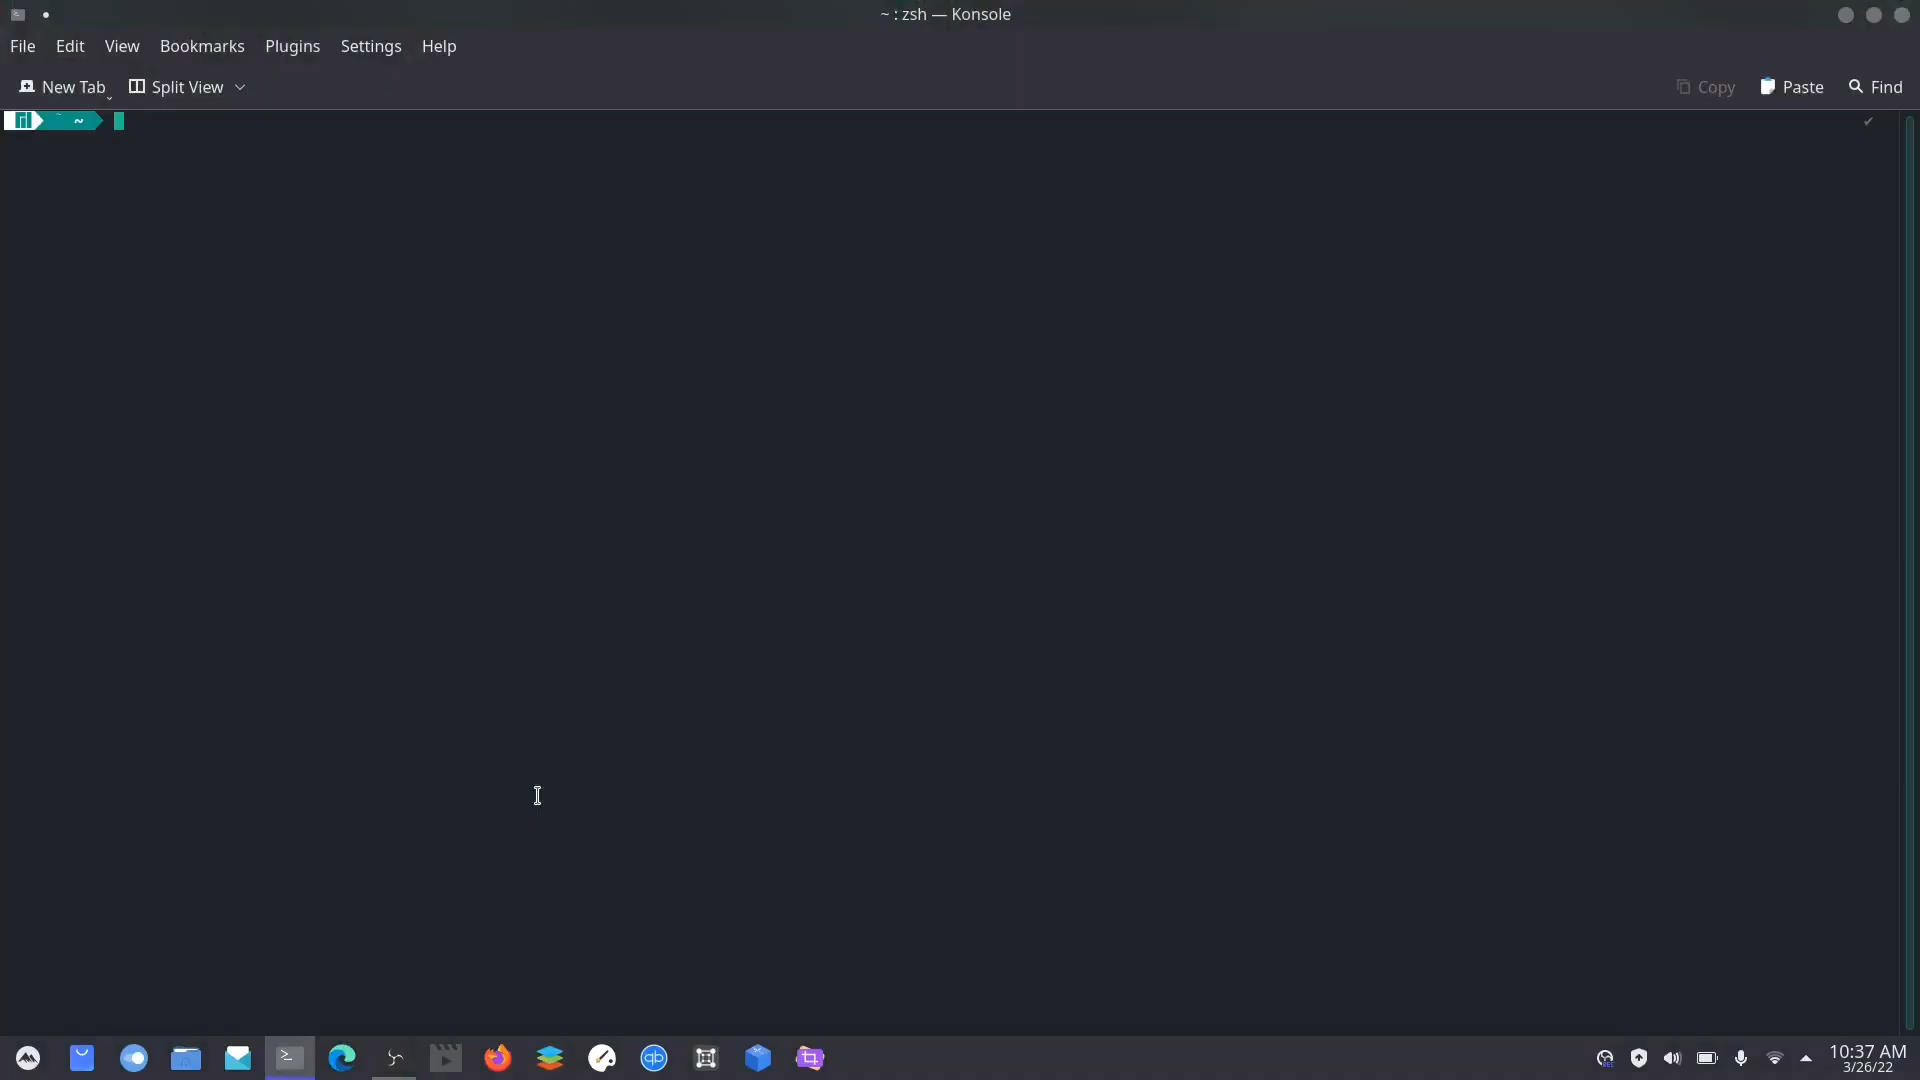 ~ : zsh — Konsole
File Edit View Bookmarks Plugins Settings Help
New Tab Split View Copy Paste Find
~ ✔
10:37 AM
3/26/22